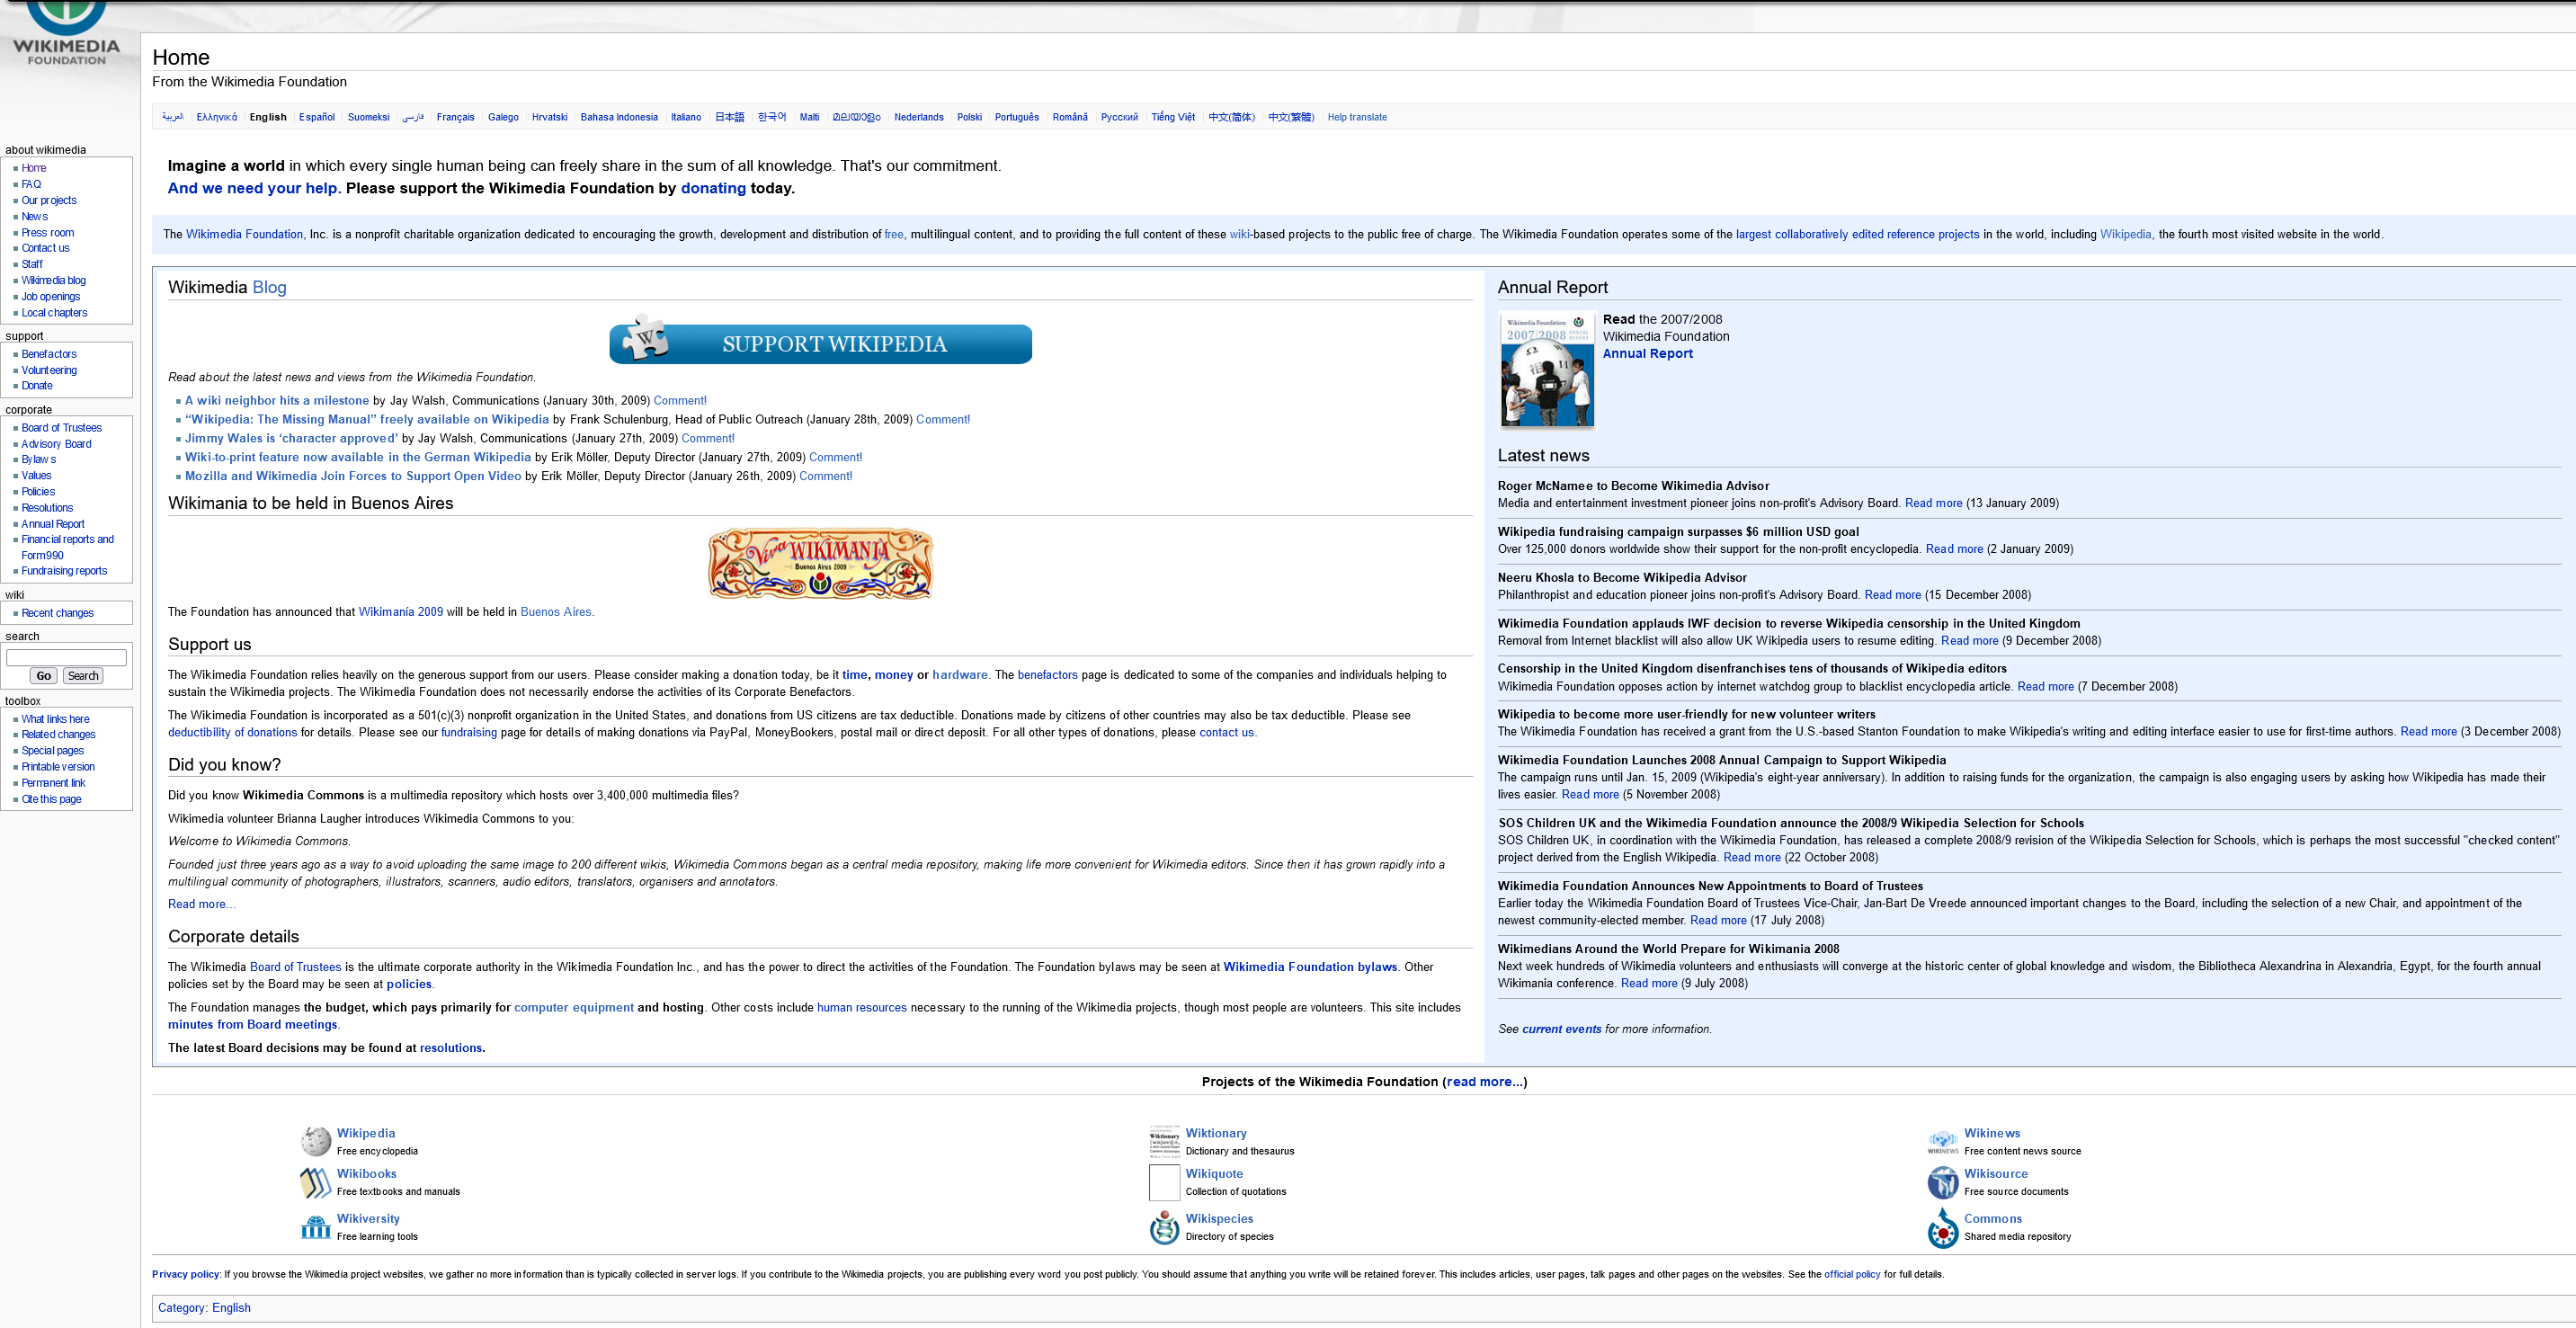 WIKIMEDIA
FOUNDATION
Home
From the Wikimedia Foundation
العربية Ελληνικά English Español Suomeksi فارسی Français Galego Hrvatski Bahasa Indonesia Italiano 日本語 한국어 Malti മലയാളം Nederlands Polski Português Română Русский Tiếng Việt 中文(简体) 中文(繁體) Help translate
about wikimedia
Home
FAQ
Our projects
News
Press room
Contact us
Staff
Wikimedia blog
Job openings
Local chapters
support
Benefactors
Volunteering
Donate
corporate
Board of Trustees
Advisory Board
Bylaws
Values
Policies
Resolutions
Annual Report
Financial reports and
Form 990
Fundraising reports
wiki
Recent changes
search
Go Search
toolbox
What links here
Related changes
Special pages
Printable version
Permanent link
Cite this page
Imagine a world in which every single human being can freely share in the sum of all knowledge. That's our commitment.
And we need your help. Please support the Wikimedia Foundation by donating today.
The Wikimedia Foundation, Inc. is a nonprofit charitable organization dedicated to encouraging the growth, development and distribution of free, multilingual content, and to providing the full content of these wiki-based projects to the public free of charge. The Wikimedia Foundation operates some of the largest collaboratively edited reference projects in the world, including Wikipedia, the fourth most visited website in the world.
Wikimedia Blog
W SUPPORT WIKIPEDIA
Read about the latest news and views from the Wikimedia Foundation.
A wiki neighbor hits a milestone by Jay Walsh, Communications (January 30th, 2009) Comment!
“Wikipedia: The Missing Manual” freely available on Wikipedia by Frank Schulenburg, Head of Public Outreach (January 28th, 2009) Comment!
Jimmy Wales is ‘character approved’ by Jay Walsh, Communications (January 27th, 2009) Comment!
Wiki-to-print feature now available in the German Wikipedia by Erik Möller, Deputy Director (January 27th, 2009) Comment!
Mozilla and Wikimedia Join Forces to Support Open Video by Erik Möller, Deputy Director (January 26th, 2009) Comment!
Wikimania to be held in Buenos Aires
Viva WIKIMANIA
Buenos Aires 2009
The Foundation has announced that Wikimanía 2009 will be held in Buenos Aires.
Support us
The Wikimedia Foundation relies heavily on the generous support from our users. Please consider making a donation today, be it time, money or hardware. The benefactors page is dedicated to some of the companies and individuals helping to
sustain the Wikimedia projects. The Wikimedia Foundation does not necessarily endorse the activities of its Corporate Benefactors.
The Wikimedia Foundation is incorporated as a 501(c)(3) nonprofit organization in the United States, and donations from US citizens are tax deductible. Donations made by citizens of other countries may also be tax deductible. Please see
deductibility of donations for details. Please see our fundraising page for details of making donations via PayPal, MoneyBookers, postal mail or direct deposit. For all other types of donations, please contact us.
Did you know?
Did you know Wikimedia Commons is a multimedia repository which hosts over 3,400,000 multimedia files?
Wikimedia volunteer Brianna Laugher introduces Wikimedia Commons to you:
Welcome to Wikimedia Commons.
Founded just three years ago as a way to avoid uploading the same image to 200 different wikis, Wikimedia Commons began as a central media repository, making life more convenient for Wikimedia editors. Since then it has grown rapidly into a
multilingual community of photographers, illustrators, scanners, audio editors, translators, organisers and annotators.
Read more...
Corporate details
The Wikimedia Board of Trustees is the ultimate corporate authority in the Wikimedia Foundation Inc., and has the power to direct the activities of the Foundation. The Foundation bylaws may be seen at Wikimedia Foundation bylaws. Other
policies set by the Board may be seen at policies.
The Foundation manages the budget, which pays primarily for computer equipment and hosting. Other costs include human resources necessary to the running of the Wikimedia projects, though most people are volunteers. This site includes
minutes from Board meetings.
The latest Board decisions may be found at resolutions.
Annual Report
Wikimedia Foundation
2007/2008 ANNUAL REPORT
Read the 2007/2008
Wikimedia Foundation
Annual Report
Latest news
Roger McNamee to Become Wikimedia Advisor
Media and entertainment investment pioneer joins non-profit's Advisory Board. Read more (13 January 2009)
Wikipedia fundraising campaign surpasses $6 million USD goal
Over 125,000 donors worldwide show their support for the non-profit encyclopedia. Read more (2 January 2009)
Neeru Khosla to Become Wikipedia Advisor
Philanthropist and education pioneer joins non-profit's Advisory Board. Read more (15 December 2008)
Wikimedia Foundation applauds IWF decision to reverse Wikipedia censorship in the United Kingdom
Removal from Internet blacklist will also allow UK Wikipedia users to resume editing. Read more (9 December 2008)
Censorship in the United Kingdom disenfranchises tens of thousands of Wikipedia editors
Wikimedia Foundation opposes action by internet watchdog group to blacklist encyclopedia article. Read more (7 December 2008)
Wikipedia to become more user-friendly for new volunteer writers
The Wikimedia Foundation has received a grant from the U.S.-based Stanton Foundation to make Wikipedia's writing and editing interface easier to use for first-time authors. Read more (3 December 2008)
Wikimedia Foundation Launches 2008 Annual Campaign to Support Wikipedia
The campaign runs until Jan. 15, 2009 (Wikipedia's eight-year anniversary). In addition to raising funds for the organization, the campaign is also engaging users by asking how Wikipedia has made their
lives easier. Read more (5 November 2008)
SOS Children UK and the Wikimedia Foundation announce the 2008/9 Wikipedia Selection for Schools
SOS Children UK, in coordination with the Wikimedia Foundation, has released a complete 2008/9 revision of the Wikipedia Selection for Schools, which is perhaps the most successful "checked content"
project derived from the English Wikipedia. Read more (22 October 2008)
Wikimedia Foundation Announces New Appointments to Board of Trustees
Earlier today the Wikimedia Foundation Board of Trustees Vice-Chair, Jan-Bart De Vreede announced important changes to the Board, including the selection of a new Chair, and appointment of the
newest community-elected member. Read more (17 July 2008)
Wikimedians Around the World Prepare for Wikimania 2008
Next week hundreds of Wikimedia volunteers and enthusiasts will converge at the historic center of global knowledge and wisdom, the Bibliotheca Alexandrina in Alexandria, Egypt, for the fourth annual
Wikimania conference. Read more (9 July 2008)
See current events for more information.
Projects of the Wikimedia Foundation (read more...)
Wikipedia
Free encyclopedia
Wiktionary
Wiktionary
Dictionary and thesaurus
WIKINEWS
Wikinews
Free content news source
Wikibooks
Free textbooks and manuals
Wikiquote
Collection of quotations
Wikisource
Free source documents
Wikiversity
Free learning tools
Wikispecies
Directory of species
Commons
Shared media repository
Privacy policy: If you browse the Wikimedia project websites, we gather no more information than is typically collected in server logs. If you contribute to the Wikimedia projects, you are publishing every word you post publicly. You should assume that anything you write will be retained forever. This includes articles, user pages, talk pages and other pages on the websites. See the official policy for full details.
Category: English